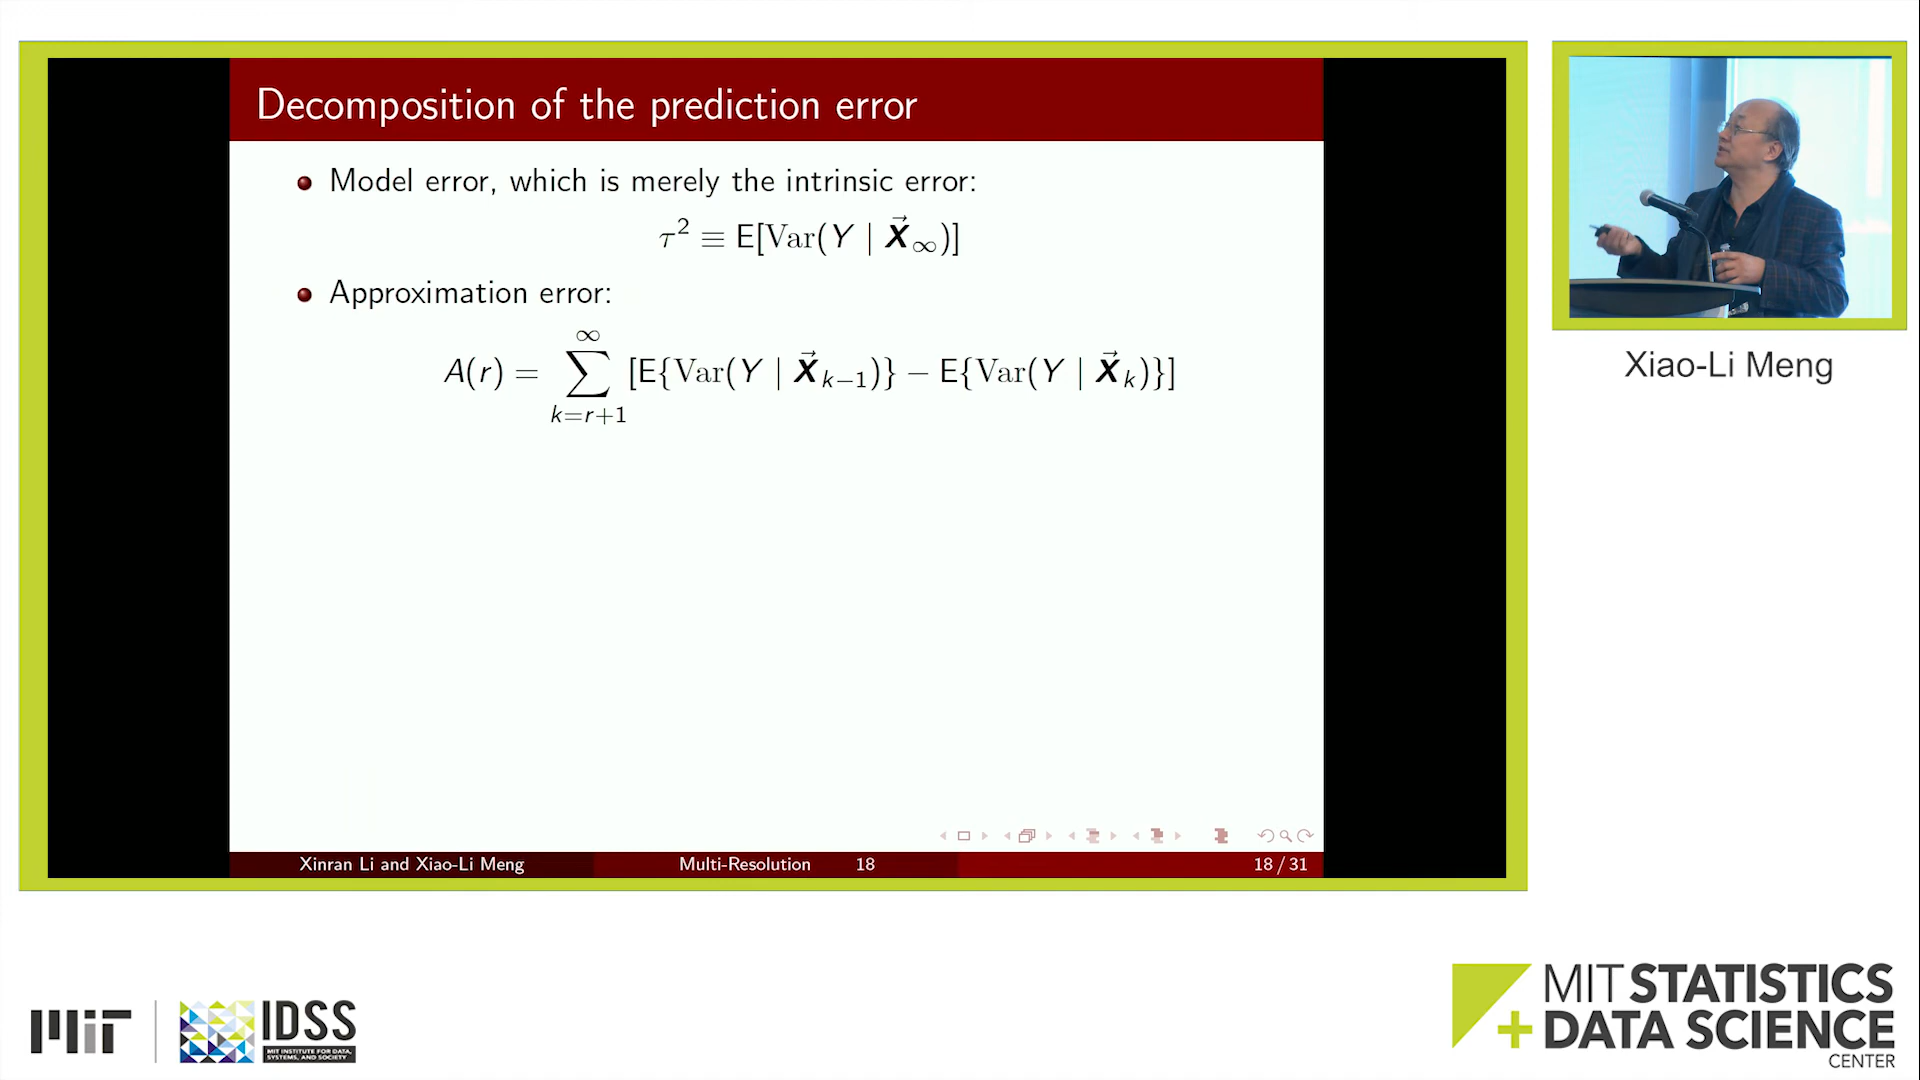 Decomposition of the prediction error
Model error, which is merely the intrinsic error:
τ² ≡ E[Var(Y | X⃗∞)]
Approximation error:
A(r) = ∑_{k=r+1}^{∞} [E{Var(Y | X⃗_{k−1})} − E{Var(Y | X⃗_k)}]
Xinran Li and Xiao-Li Meng Multi-Resolution 18 18 / 31
Xiao-Li Meng
MIT
IDSS
MIT INSTITUTE FOR DATA,
SYSTEMS, AND SOCIETY
MIT STATISTICS
+ DATA SCIENCE
CENTER